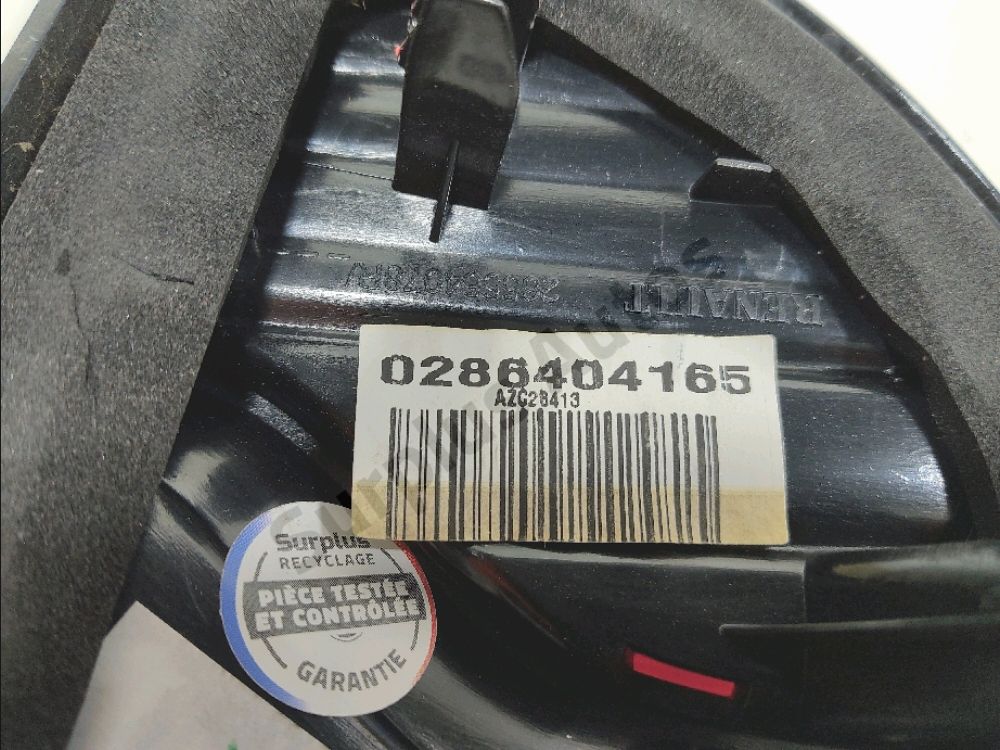 RENAULT
0286404165
AZC28413
Surplus
RECYCLAGE
PIÈCE TESTÉE
ET CONTRÔLÉE
GARANTIE